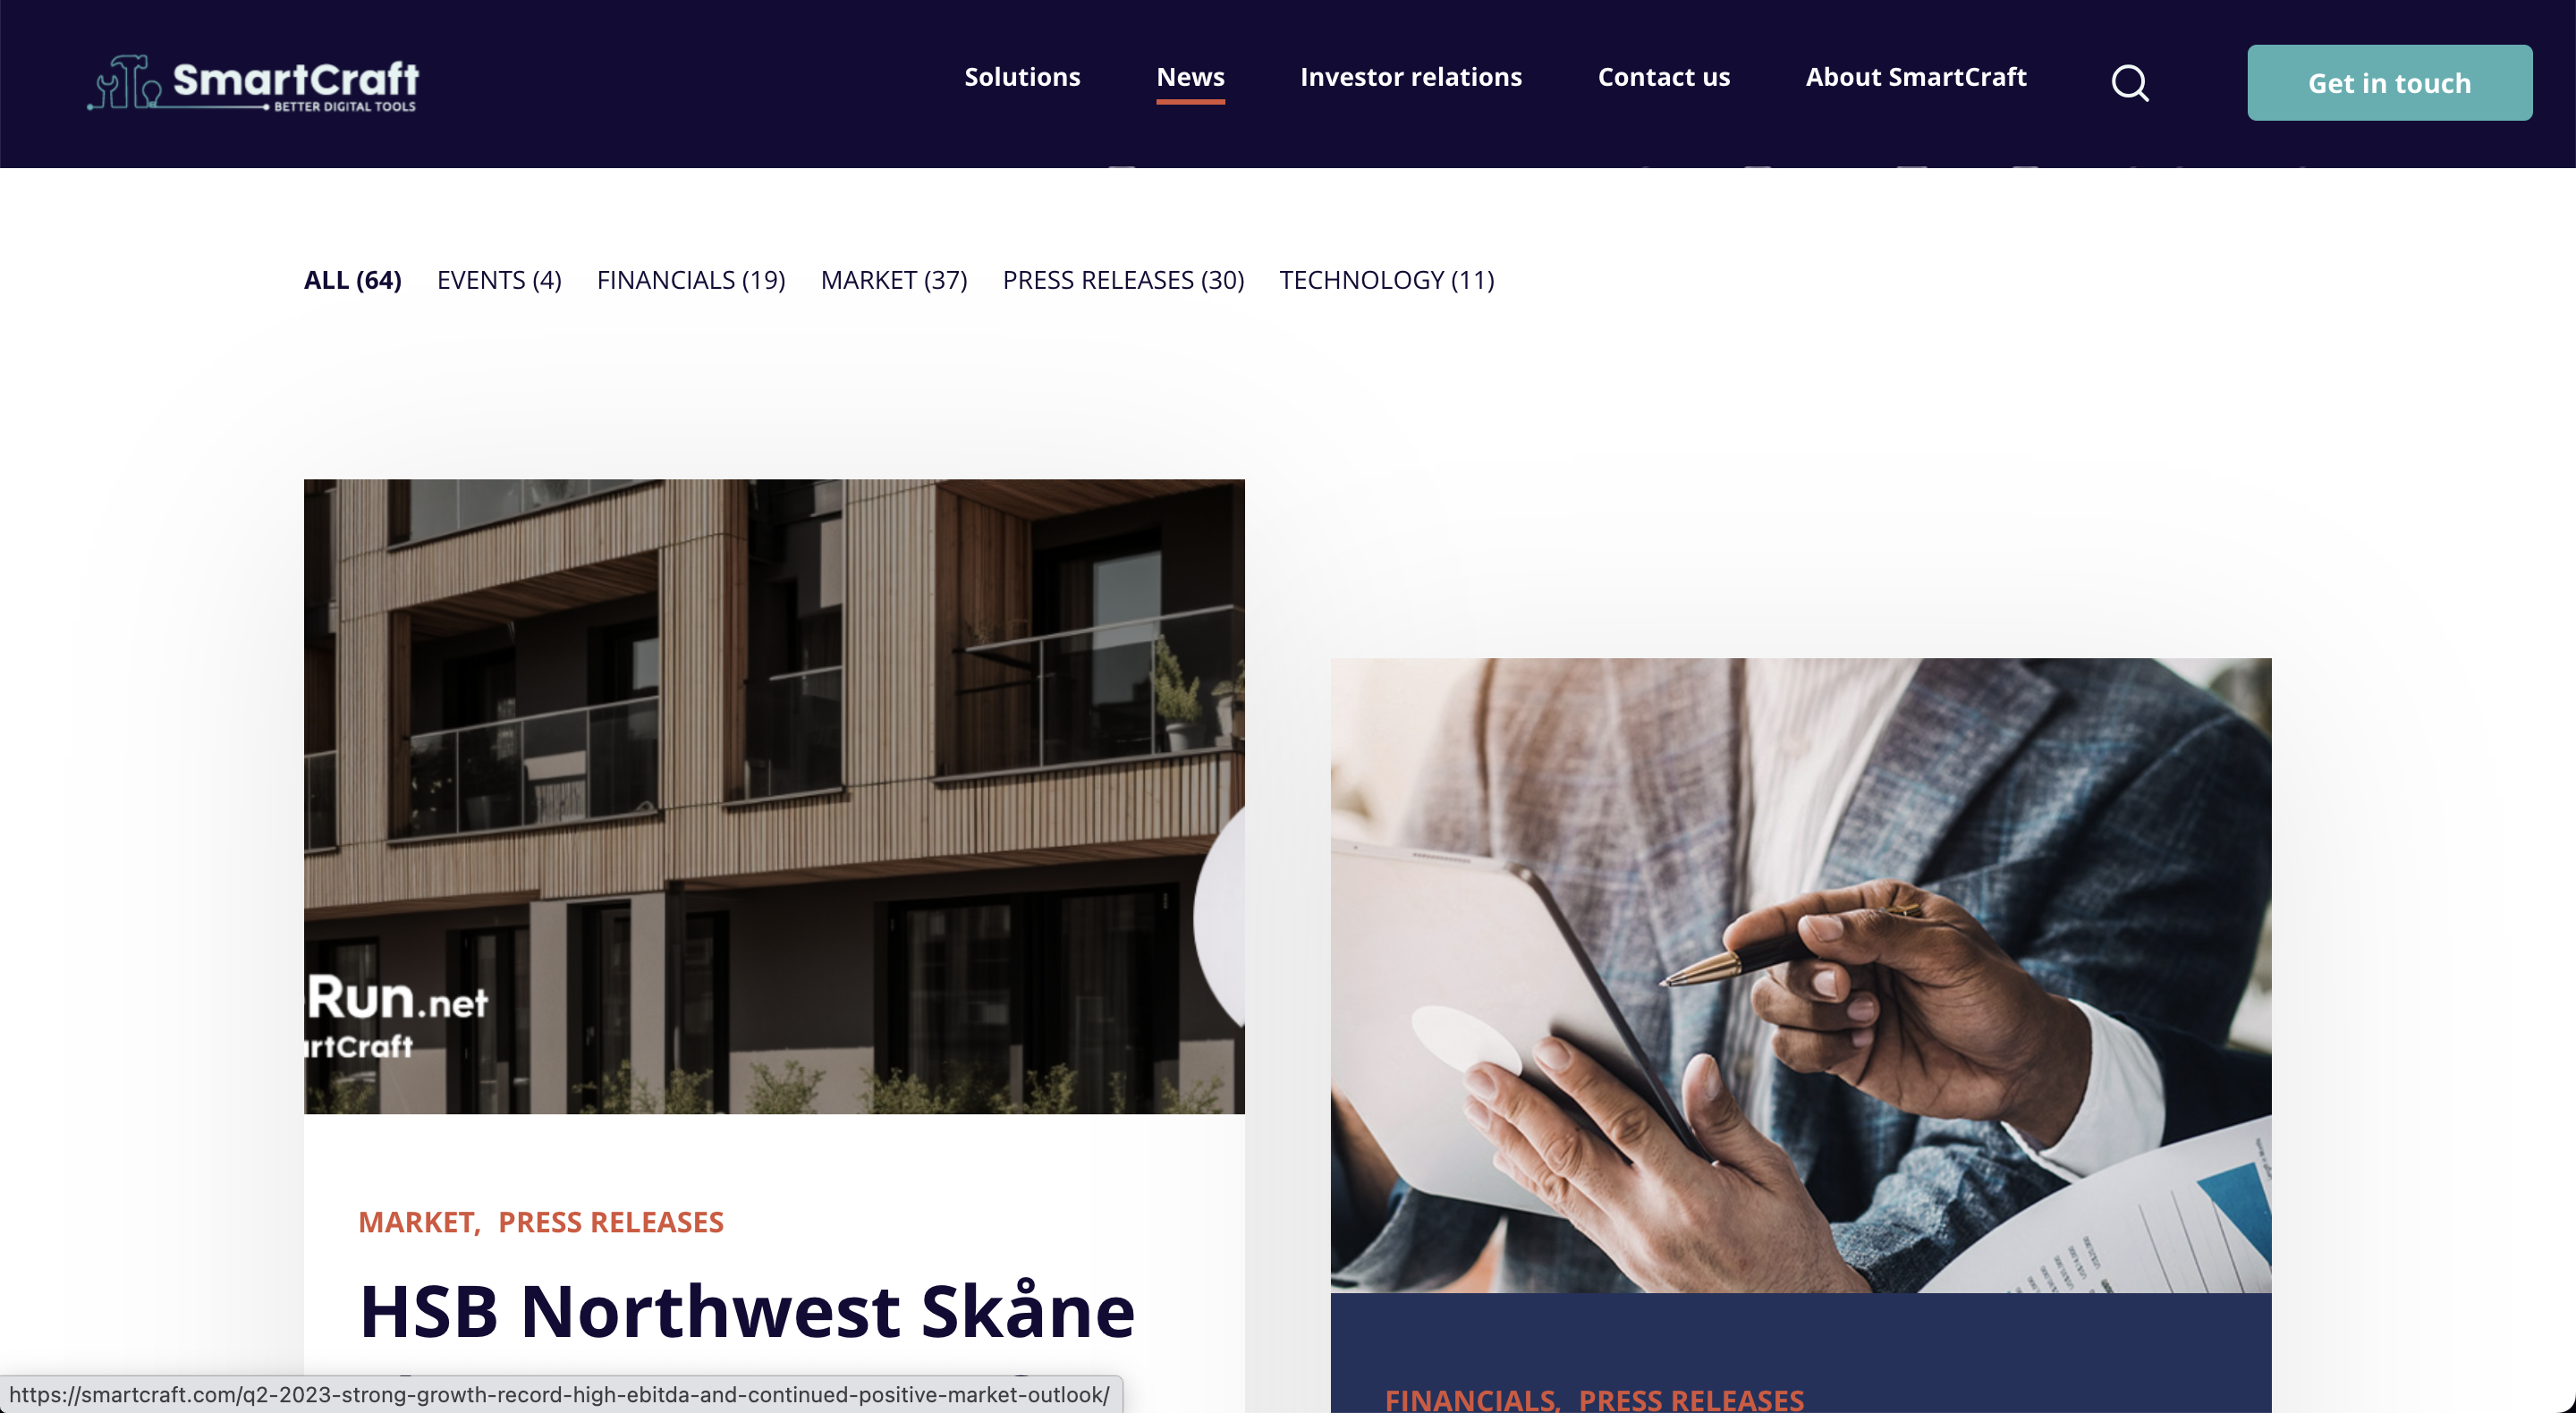 SmartCraft
BETTER DIGITAL TOOLS
Solutions
News
Investor relations
Contact us
About SmartCraft
Get in touch
ALL (64)
EVENTS (4)
FINANCIALS (19)
MARKET (37)
PRESS RELEASES (30)
TECHNOLOGY (11)
Run.net
rtCraft
MARKET, PRESS RELEASES
HSB Northwest Skåne
FINANCIALS, PRESS RELEASES
https://smartcraft.com/q2-2023-strong-growth-record-high-ebitda-and-continued-positive-market-outlook/